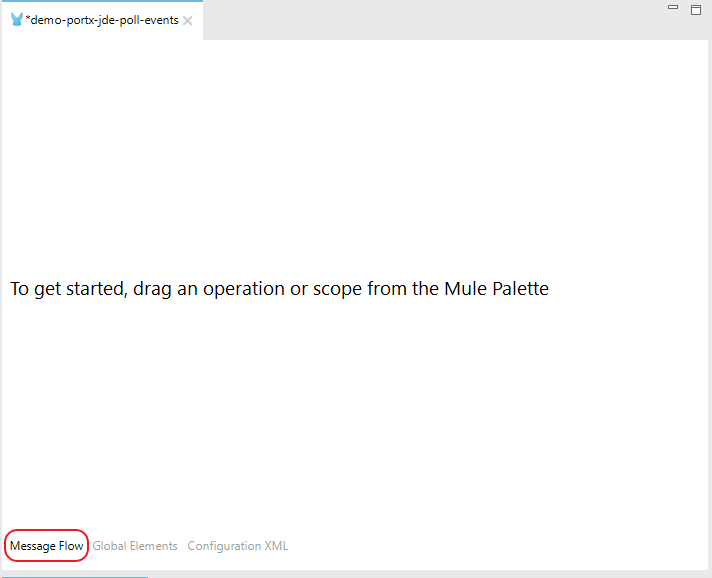 *demo-portx-jde-poll-events
To get started, drag an operation or scope from the Mule Palette
Message Flow Global Elements Configuration XML